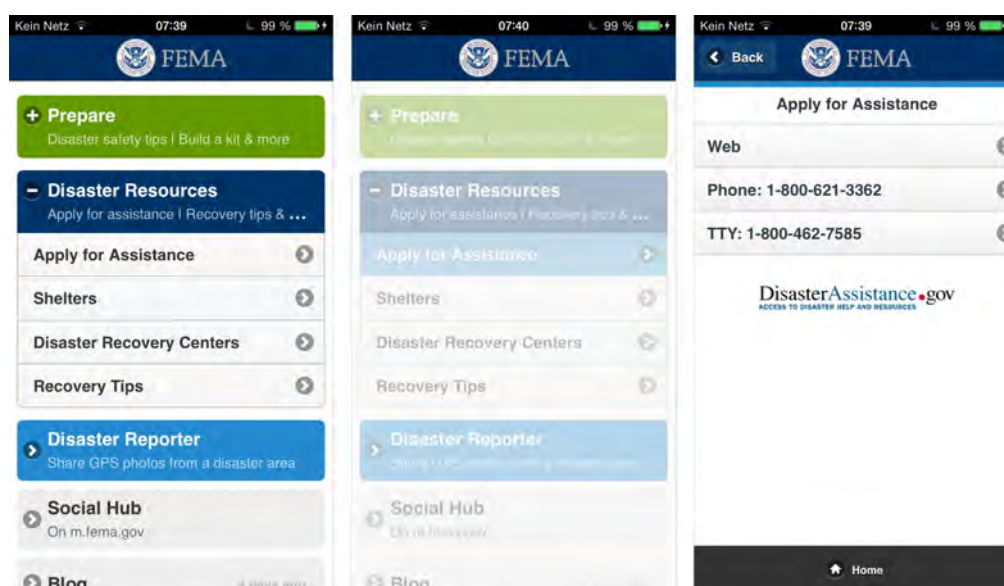 Kein Netz 07:39 99 %
FEMA
Prepare
Disaster safety tips | Build a kit & more
Disaster Resources
Apply for assistance | Recovery tips & ...
Apply for Assistance
Shelters
Disaster Recovery Centers
Recovery Tips
Disaster Reporter
Share GPS photos from a disaster area
Social Hub
On m.fema.gov
Blog
Kein Netz 07:40 99 %
FEMA
Prepare
Disaster Resources
Apply for assistance | Recovery tips & ...
Apply for Assistance
Shelters
Disaster Recovery Centers
Recovery Tips
Disaster Reporter
Social Hub
On m.fema.gov
Blog
Kein Netz 07:39 99 %
Back FEMA
Apply for Assistance
Web
Phone: 1-800-621-3362
TTY: 1-800-462-7585
DisasterAssistance.gov
ACCESS TO DISASTER HELP AND RESOURCES
Home